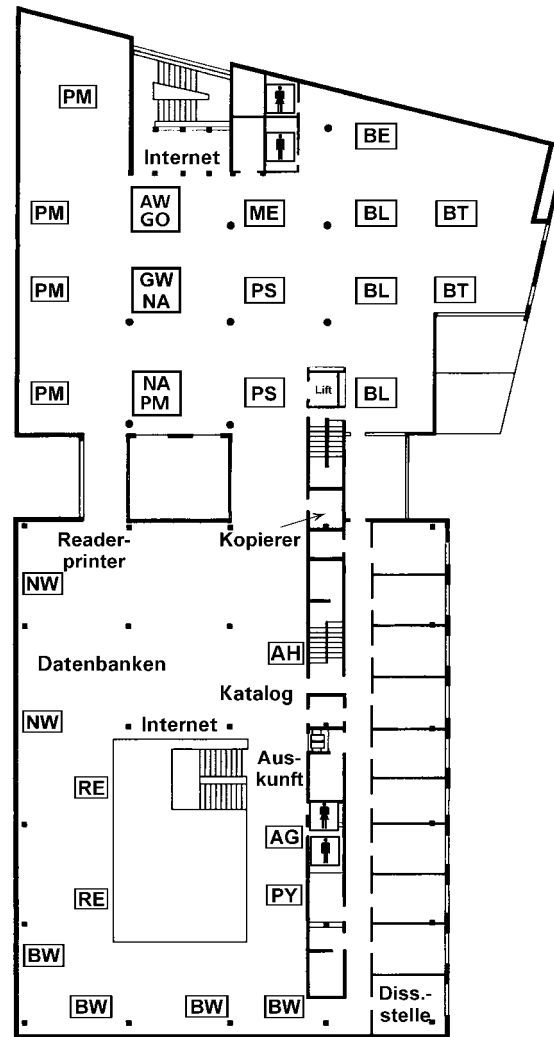 PM
Internet
BE
PM
AW
GO
ME
BL
BT
PM
GW
NA
PS
BL
BT
PM
NA
PM
PS
Lift
BL
Reader-
printer
Kopierer
NW
AH
Datenbanken
Katalog
NW
Internet
Aus-
kunft
RE
AG
RE
PY
BW
BW
BW
BW
Diss.-
stelle